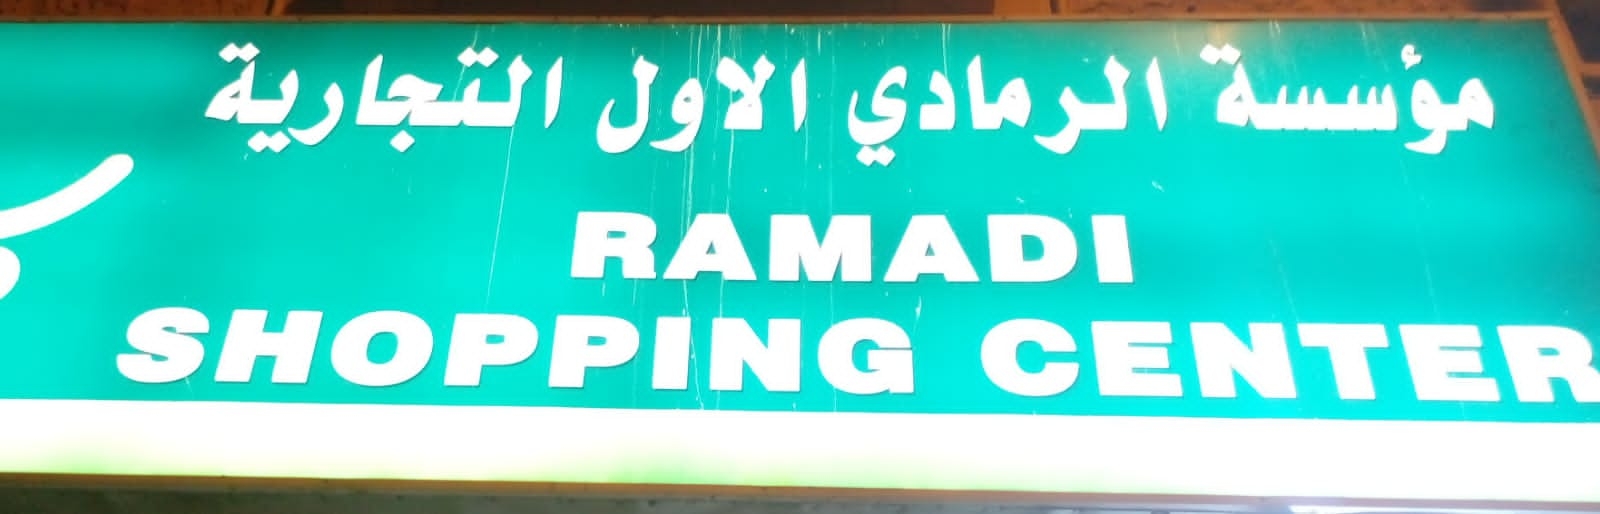 مؤسسة الرمادي الاول التجارية
RAMADI
SHOPPING CENTER